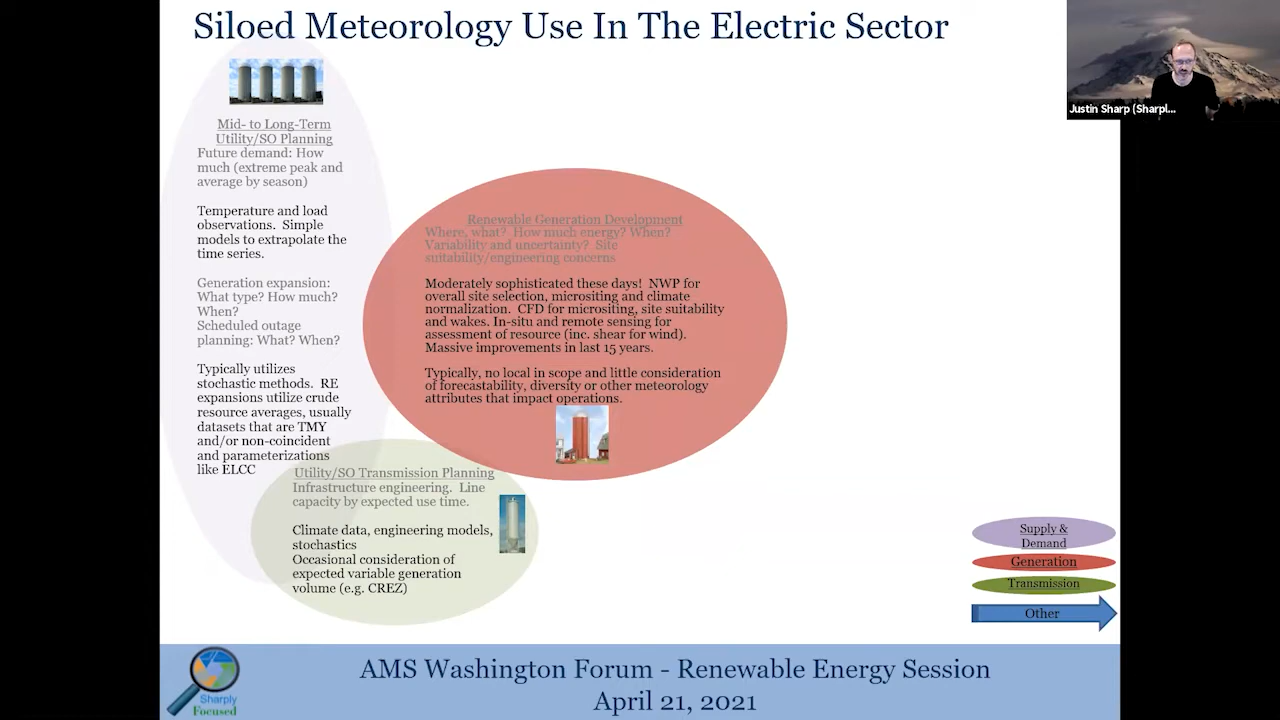 Siloed Meteorology Use In The Electric Sector
Justin Sharp (Sharpl...
Mid- to Long-Term
Utility/SO Planning
Future demand: How
much (extreme peak and
average by season)
Temperature and load
observations. Simple
models to extrapolate the
time series.
Generation expansion:
What type? How much?
When?
Scheduled outage
planning: What? When?
Typically utilizes
stochastic methods. RE
expansions utilize crude
resource averages, usually
datasets that are TMY
and/or non-coincident
and parameterizations
like ELCC
Renewable Generation Development
Where, what? How much energy? When?
Variability and uncertainty? Site
suitability/engineering concerns
Moderately sophisticated these days! NWP for
overall site selection, micrositing and climate
normalization. CFD for micrositing, site suitability
and wakes. In-situ and remote sensing for
assessment of resource (inc. shear for wind).
Massive improvements in last 15 years.
Typically, no local in scope and little consideration
of forecastability, diversity or other meteorology
attributes that impact operations.
Utility/SO Transmission Planning
Infrastructure engineering. Line
capacity by expected use time.
Climate data, engineering models,
stochastics
Occasional consideration of
expected variable generation
volume (e.g. CREZ)
Supply &
Demand
Generation
Transmission
Other
Sharply
Focused
AMS Washington Forum - Renewable Energy Session
April 21, 2021